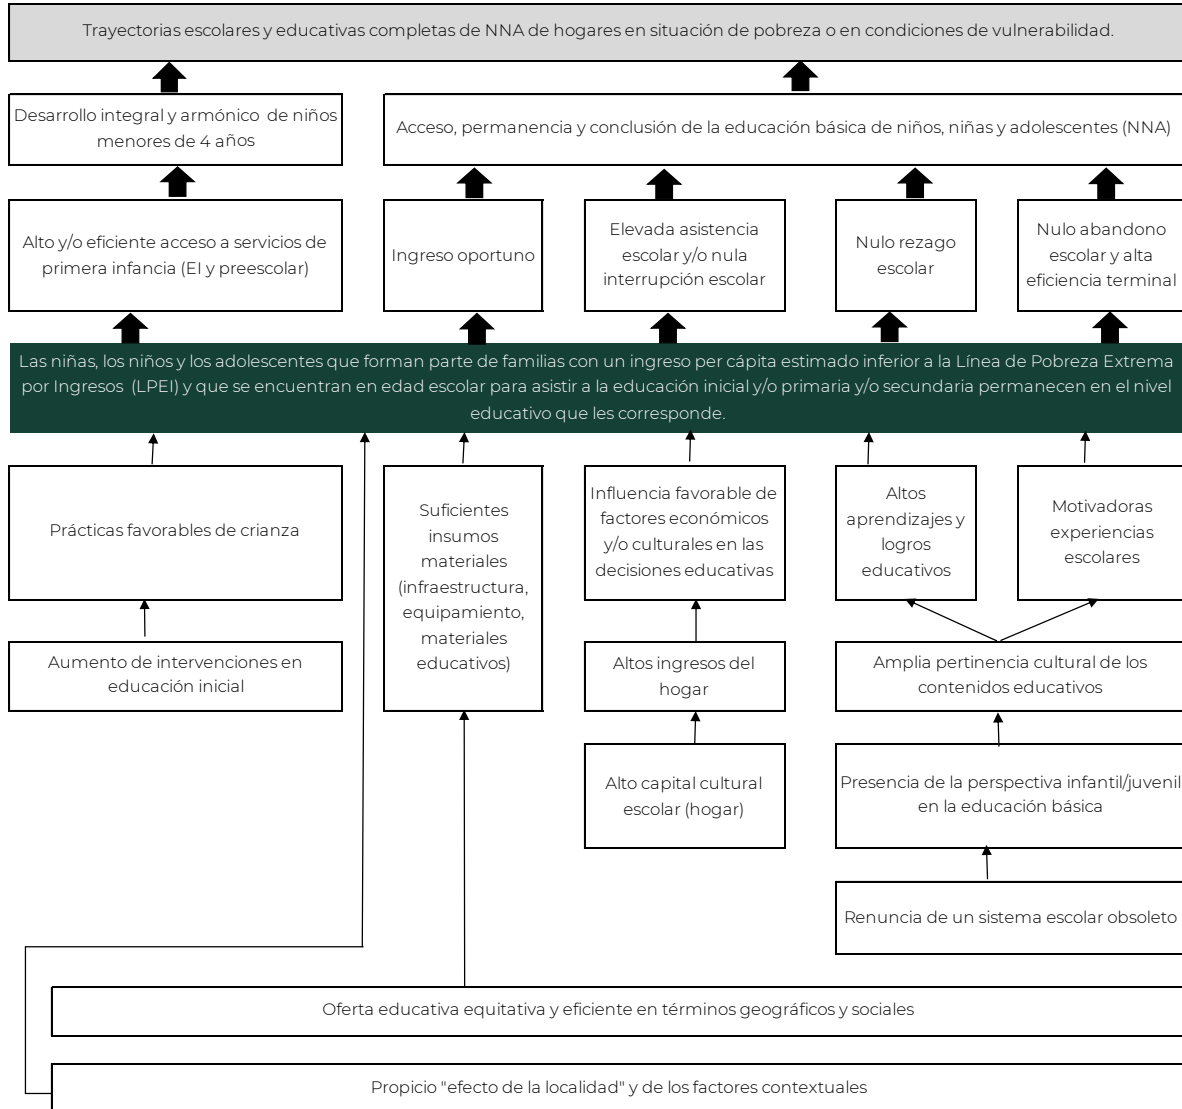 Trayectorias escolares y educativas completas de NNA de hogares en situación de pobreza o en condiciones de vulnerabilidad.
Desarrollo integral y armónico de niños
menores de 4 años
Acceso, permanencia y conclusión de la educación básica de niños, niñas y adolescentes (NNA)
Alto y/o eficiente acceso a servicios de
primera infancia (EI y preescolar)
Ingreso oportuno
Elevada asistencia
escolar y/o nula
interrupción escolar
Nulo rezago
escolar
Nulo abandono
escolar y alta
eficiencia terminal
Las niñas, los niños y los adolescentes que forman parte de familias con un ingreso per cápita estimado inferior a la Línea de Pobreza Extrema
por Ingresos (LPEI) y que se encuentran en edad escolar para asistir a la educación inicial y/o primaria y/o secundaria permanecen en el nivel
educativo que les corresponde.
Prácticas favorables de crianza
Suficientes
insumos
materiales
(infraestructura,
equipamiento,
materiales
educativos)
Influencia favorable de
factores económicos
y/o culturales en las
decisiones educativas
Altos
aprendizajes y
logros
educativos
Motivadoras
experiencias
escolares
Aumento de intervenciones en
educación inicial
Altos ingresos del
hogar
Amplia pertinencia cultural de los
contenidos educativos
Alto capital cultural
escolar (hogar)
Presencia de la perspectiva infantil/juvenil
en la educación básica
Renuncia de un sistema escolar obsoleto
Oferta educativa equitativa y eficiente en términos geográficos y sociales
Propicio "efecto de la localidad" y de los factores contextuales